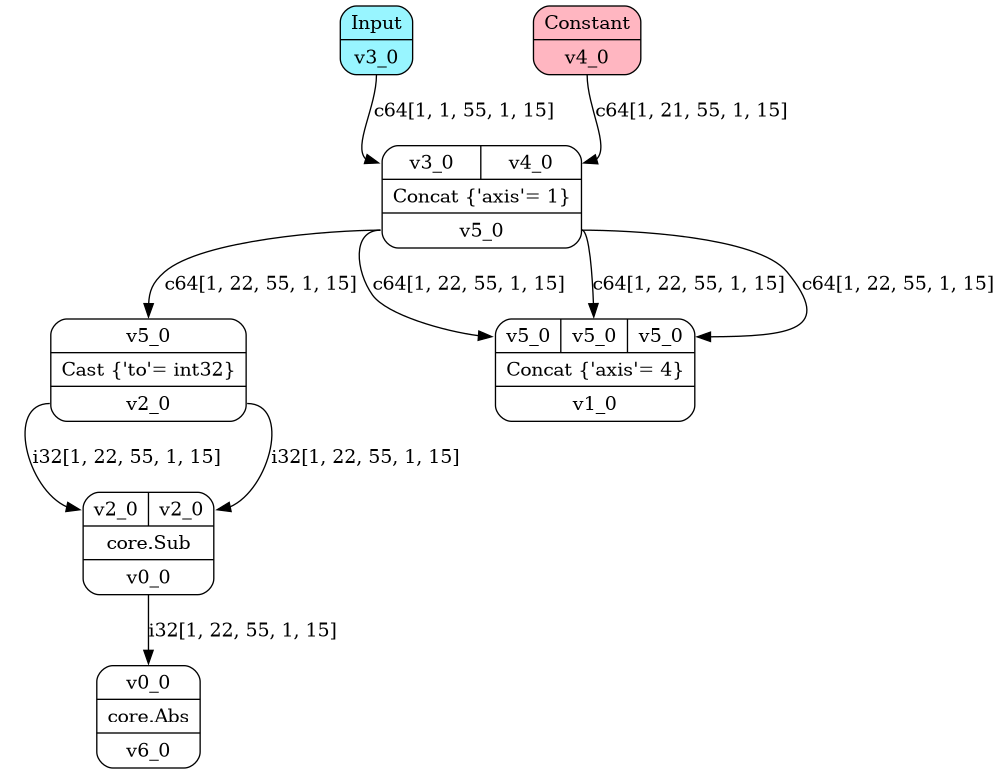 Input
v3_0
Constant
v4_0
c64[1, 1, 55, 1, 15]
c64[1, 21, 55, 1, 15]
v3_0 v4_0
Concat {'axis'= 1}
v5_0
c64[1, 22, 55, 1, 15]
c64[1, 22, 55, 1, 15]
c64[1, 22, 55, 1, 15]
c64[1, 22, 55, 1, 15]
v5_0
Cast {'to'= int32}
v2_0
v5_0 v5_0 v5_0
Concat {'axis'= 4}
v1_0
i32[1, 22, 55, 1, 15]
i32[1, 22, 55, 1, 15]
v2_0 v2_0
core.Sub
v0_0
i32[1, 22, 55, 1, 15]
v0_0
core.Abs
v6_0